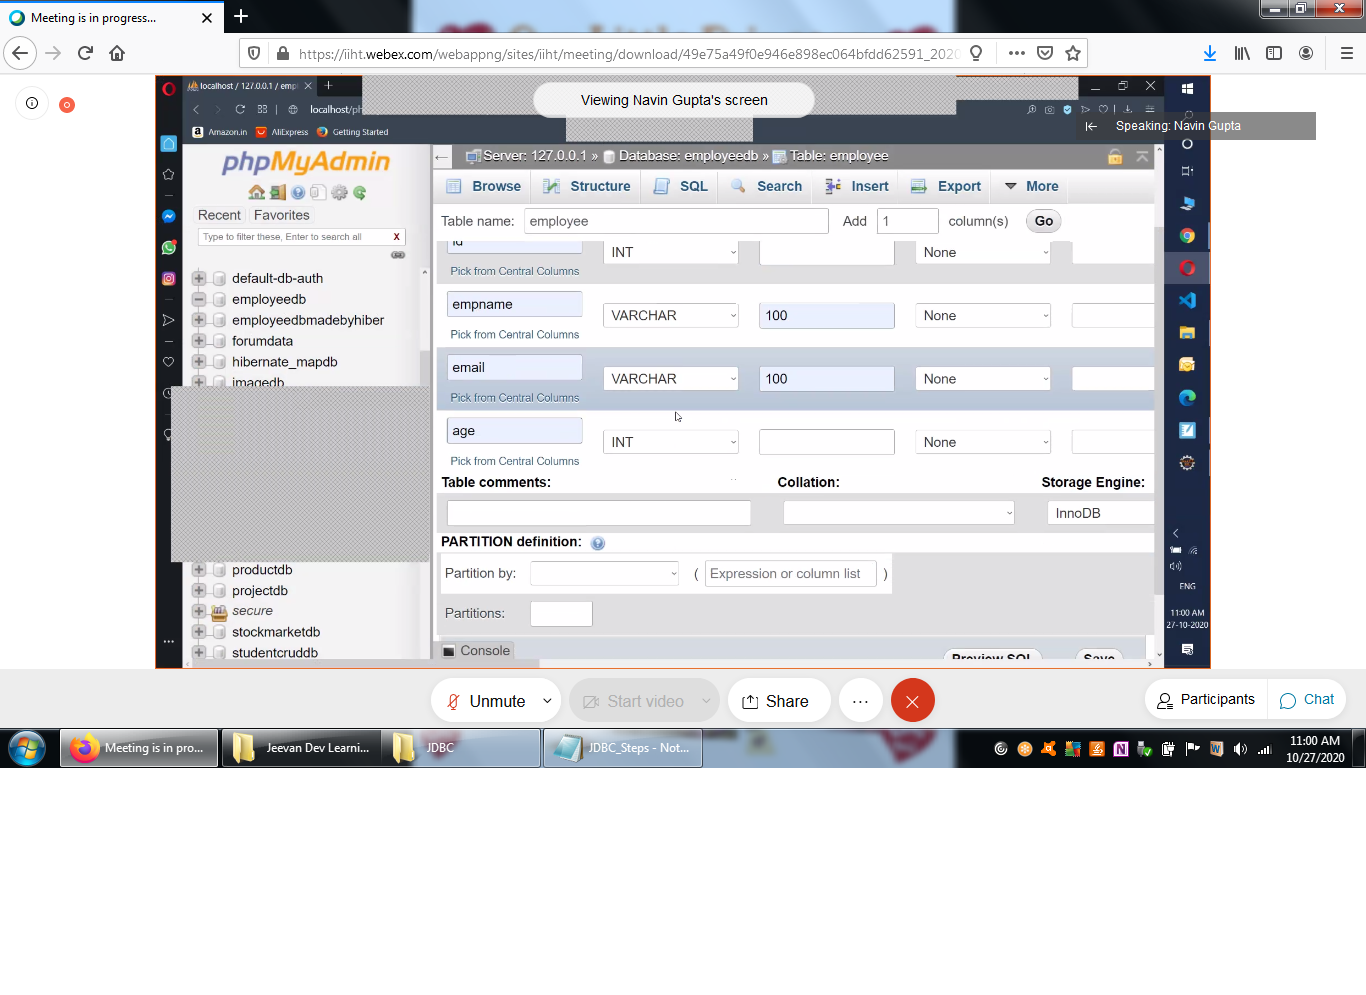 Meeting is in progress...
https://iiht.webex.com/webappng/sites/iiht/meeting/download/49e75a49f0e946e898ec064bfdd62591_2020
localhost / 127.0.0.1 / emp
Viewing Navin Gupta's screen
localhost/ph
Speaking: Navin Gupta
Amazon.in AliExpress Getting Started
phpMyAdmin
Server: 127.0.0.1 » Database: employeedb » Table: employee
Browse Structure SQL Search Insert Export More
Recent Favorites
Table name: employee Add 1 column(s) Go
Type to filter these, Enter to search all X
id INT None
Pick from Central Columns
default-db-auth
employeedb
employeedbmadebyhiber
forumdata
hibernate_mapdb
imagedb
empname VARCHAR 100 None
Pick from Central Columns
email VARCHAR 100 None
Pick from Central Columns
age INT None
Pick from Central Columns
Table comments: Collation: Storage Engine:
InnoDB
PARTITION definition:
Partition by: ( Expression or column list )
Partitions:
productdb
projectdb
secure
stockmarketdb
studentcruddb
Console
Preview SQL Save
ENG
11:00 AM
27-10-2020
Unmute Start video Share ... Participants Chat
Meeting is in pro... Jeevan Dev Learni... JDBC JDBC_Steps - Not...
11:00 AM
10/27/2020